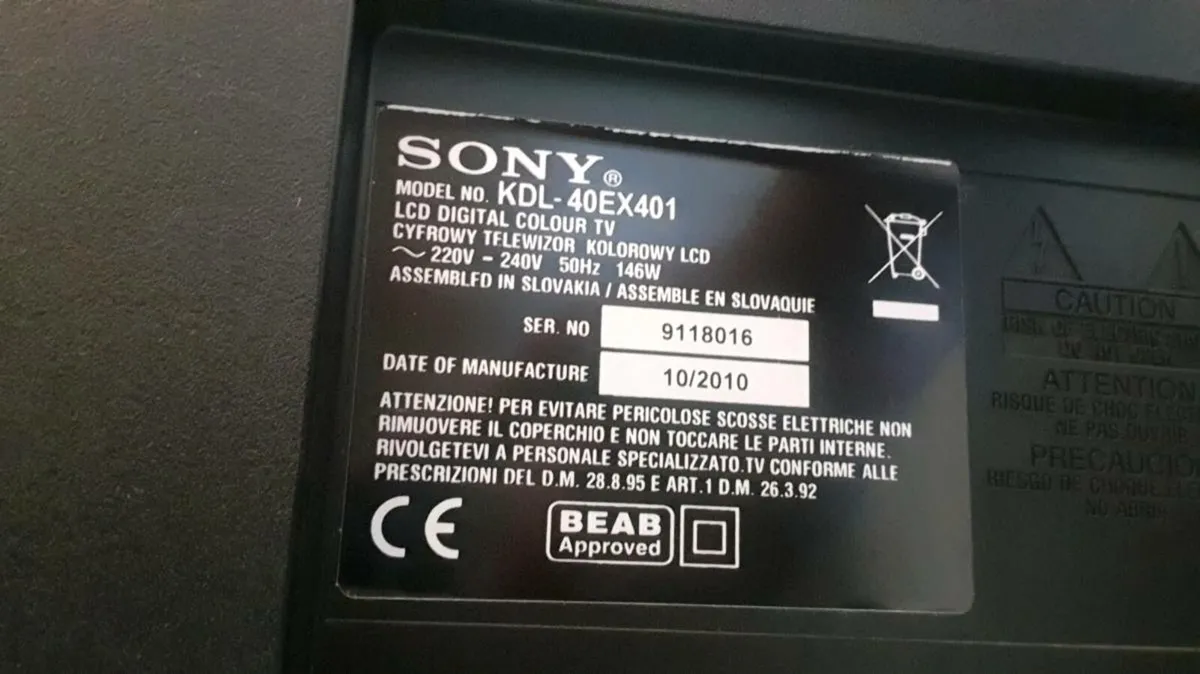 SONY®
MODEL NO. KDL-40EX401
LCD DIGITAL COLOUR TV
CYFROWY TELEWIZOR KOLOROWY LCD
~ 220V - 240V 50Hz 146W
ASSEMBLED IN SLOVAKIA / ASSEMBLE EN SLOVAQUIE
SER. NO 9118016
DATE OF MANUFACTURE 10/2010
ATTENZIONE! PER EVITARE PERICOLOSE SCOSSE ELETTRICHE NON
RIMUOVERE IL COPERCHIO E NON TOCCARE LE PARTI INTERNE.
RIVOLGETEVI A PERSONALE SPECIALIZZATO.TV CONFORME ALLE
PRESCRIZIONI DEL D.M. 28.8.95 E ART.1 D.M. 26.3.92
CE
BEAB
Approved
CAUTION
ATTENTION
RISQUE DE CHOC
NE PAS OUVRIR